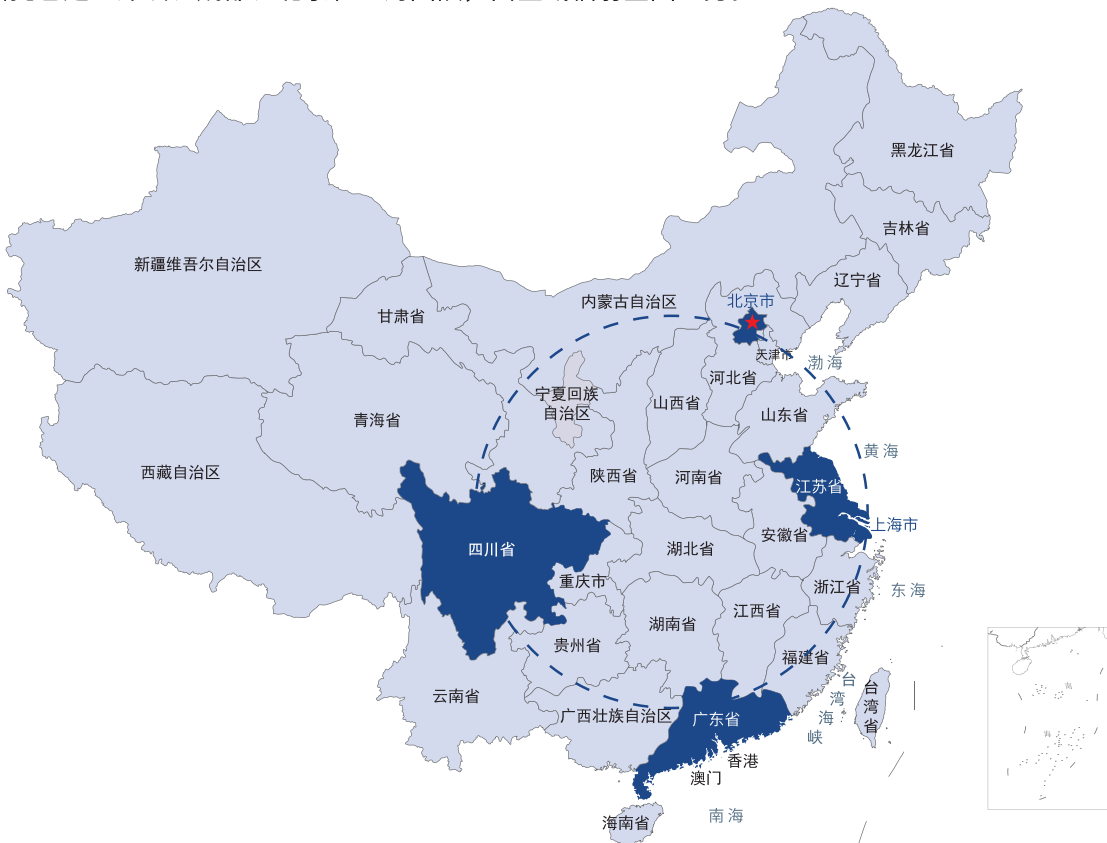 黑龙江省
吉林省
新疆维吾尔自治区
辽宁省
内蒙古自治区
北京市
甘肃省
天津市
渤海
河北省
宁夏回族
自治区
山西省
山东省
青海省
黄海
西藏自治区
陕西省
河南省
江苏省
上海市
安徽省
四川省
湖北省
重庆市
浙江省
东海
江西省
湖南省
贵州省
福建省
台湾海峡
台湾省
云南省
广西壮族自治区
广东省
香港
澳门
南海
海南省